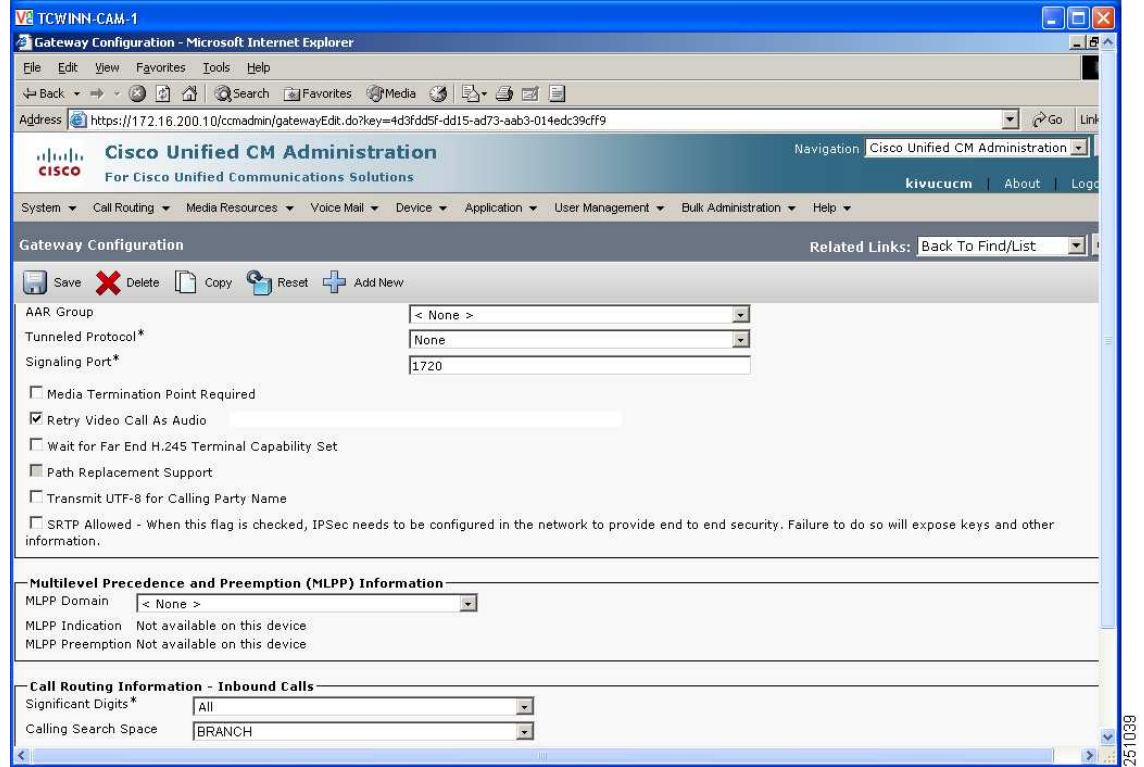 TCWINN-CAM-1
Gateway Configuration - Microsoft Internet Explorer
File Edit View Favorites Tools Help
Back Search Favorites Media
Address https://172.16.200.10/ccmadmin/gatewayEdit.do?key=4d3fdd5f-dd15-ad73-aab3-014edc39cff9 Go Link
cisco
Cisco Unified CM Administration
For Cisco Unified Communications Solutions
Navigation Cisco Unified CM Administration
kivucucm About Logo
System Call Routing Media Resources Voice Mail Device Application User Management Bulk Administration Help
Gateway Configuration Related Links: Back To Find/List
Save Delete Copy Reset Add New
AAR Group < None >
Tunneled Protocol* None
Signaling Port* 1720
Media Termination Point Required
Retry Video Call As Audio
Wait for Far End H.245 Terminal Capability Set
Path Replacement Support
Transmit UTF-8 for Calling Party Name
SRTP Allowed - When this flag is checked, IPSec needs to be configured in the network to provide end to end security. Failure to do so will expose keys and other
information.
Multilevel Precedence and Preemption (MLPP) Information
MLPP Domain < None >
MLPP Indication Not available on this device
MLPP Preemption Not available on this device
Call Routing Information - Inbound Calls
Significant Digits* All
Calling Search Space BRANCH
251039